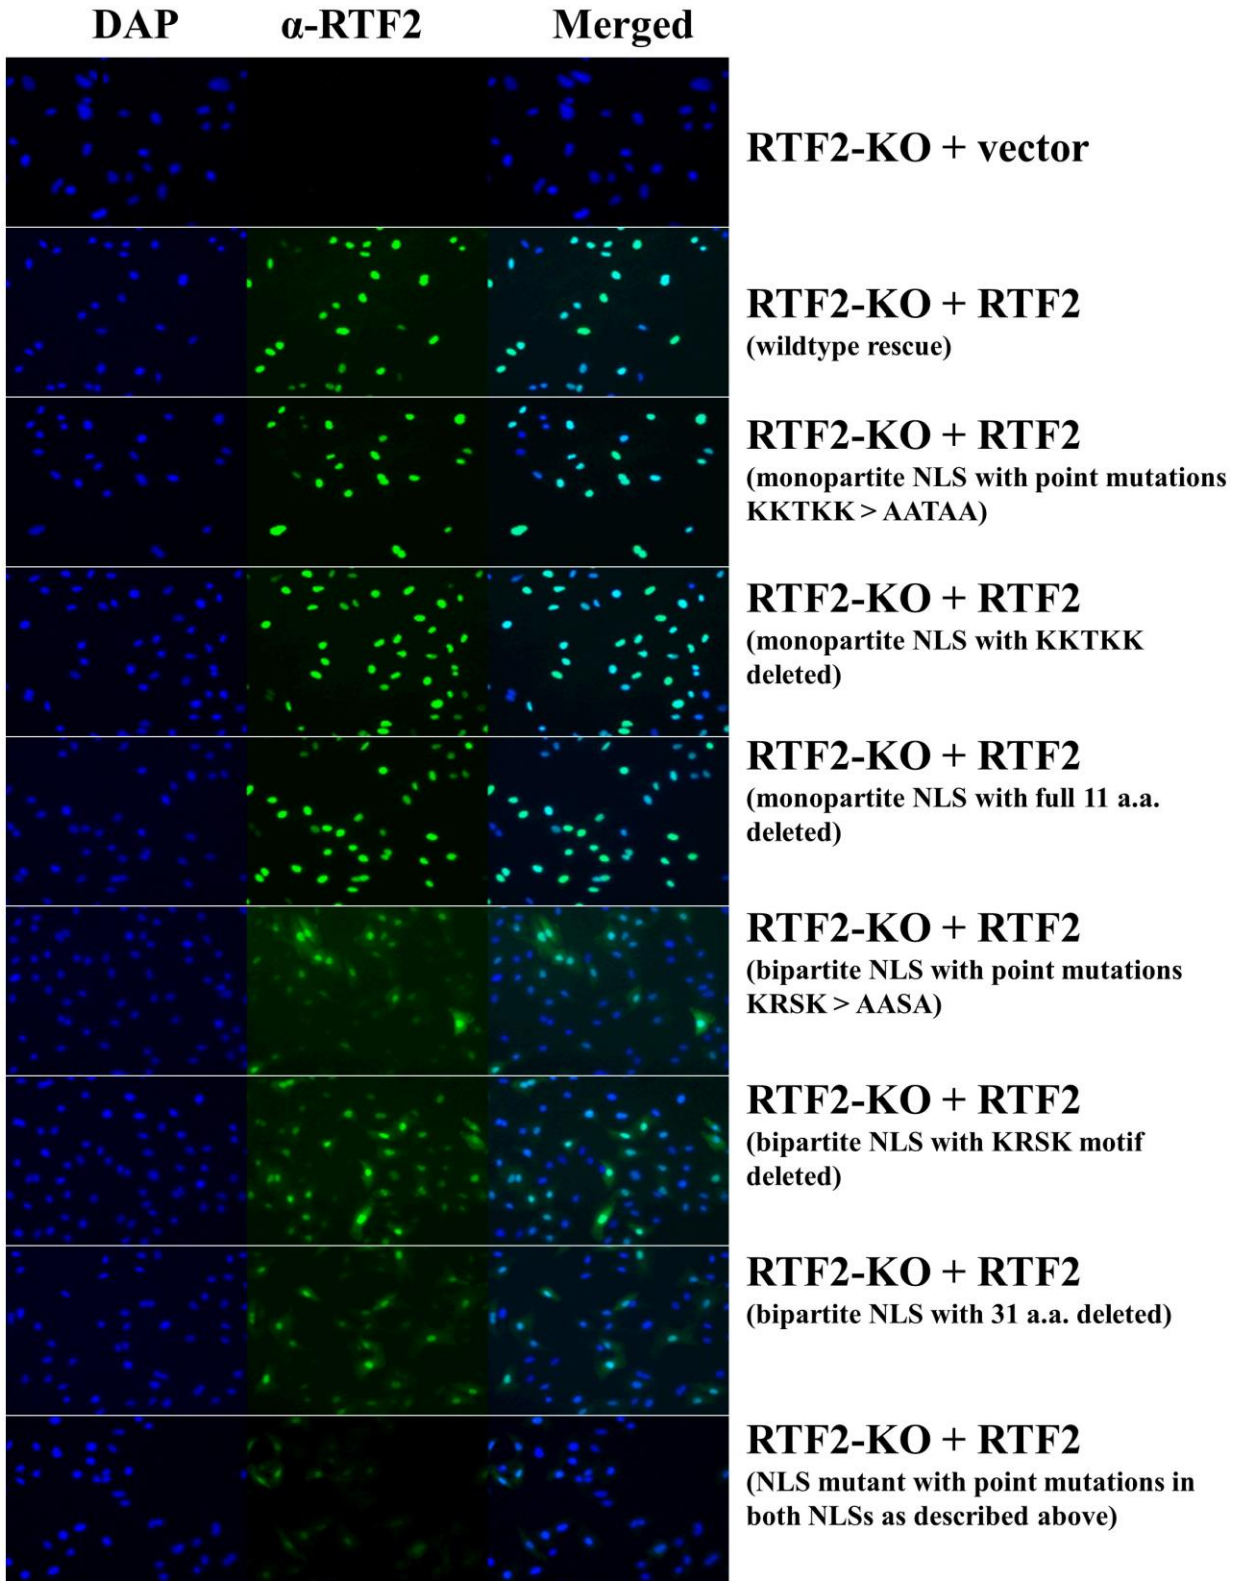 DAP α-RTF2 Merged
RTF2-KO + vector
RTF2-KO + RTF2
(wildtype rescue)
RTF2-KO + RTF2
(monopartite NLS with point mutations
KKTKK > AATAA)
RTF2-KO + RTF2
(monopartite NLS with KKTKK
deleted)
RTF2-KO + RTF2
(monopartite NLS with full 11 a.a.
deleted)
RTF2-KO + RTF2
(bipartite NLS with point mutations
KRSK > AASA)
RTF2-KO + RTF2
(bipartite NLS with KRSK motif
deleted)
RTF2-KO + RTF2
(bipartite NLS with 31 a.a. deleted)
RTF2-KO + RTF2
(NLS mutant with point mutations in
both NLSs as described above)